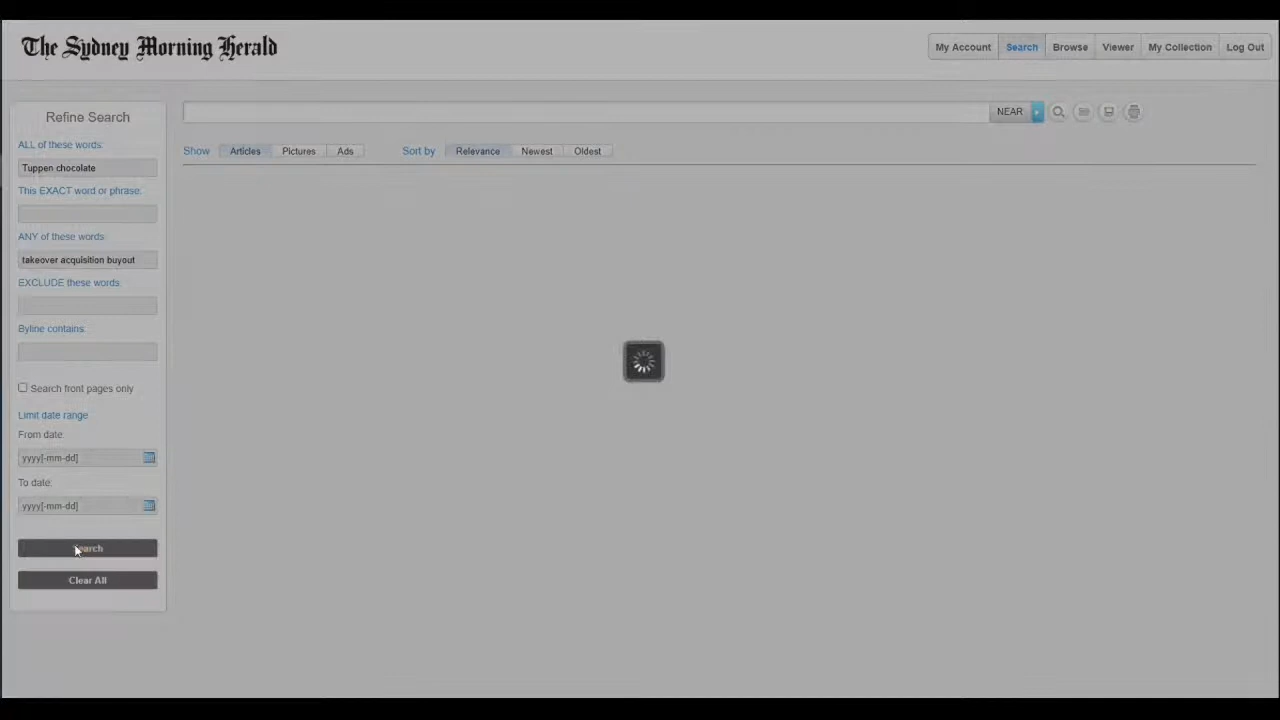 The Sydney Morning Herald
My Account Search Browse Viewer My Collection Log Out
Refine Search
NEAR
ALL of these words:
Show Articles Pictures Ads Sort by Relevance Newest Oldest
Tuppen chocolate
This EXACT word or phrase:
ANY of these words
takeover acquisition buyout
EXCLUDE these words:
Byline contains:
Search front pages only
Limit date range
From date:
yyyy[-mm-dd]
To date:
yyyy[-mm-dd]
Search
Clear All